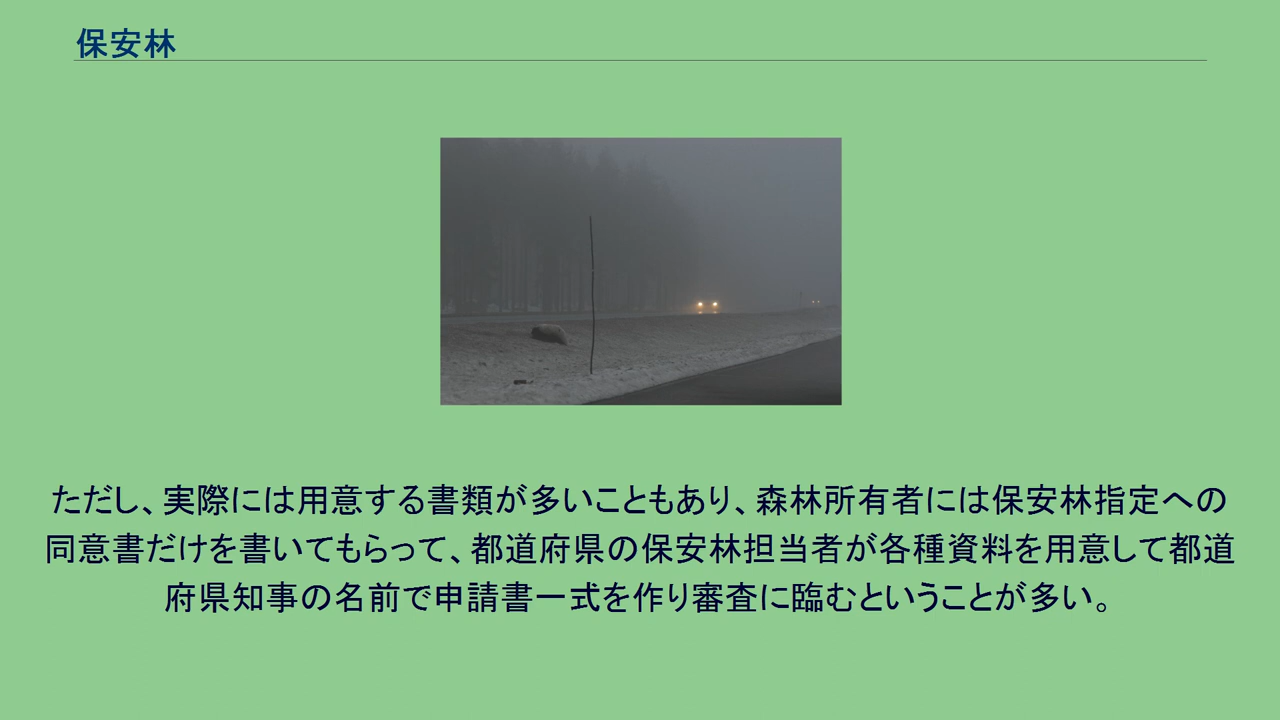 保安林
ただし、実際には用意する書類が多いこともあり、森林所有者には保安林指定への
同意書だけを書いてもらって、都道府県の保安林担当者が各種資料を用意して都道
府県知事の名前で申請書一式を作り審査に臨むということが多い。